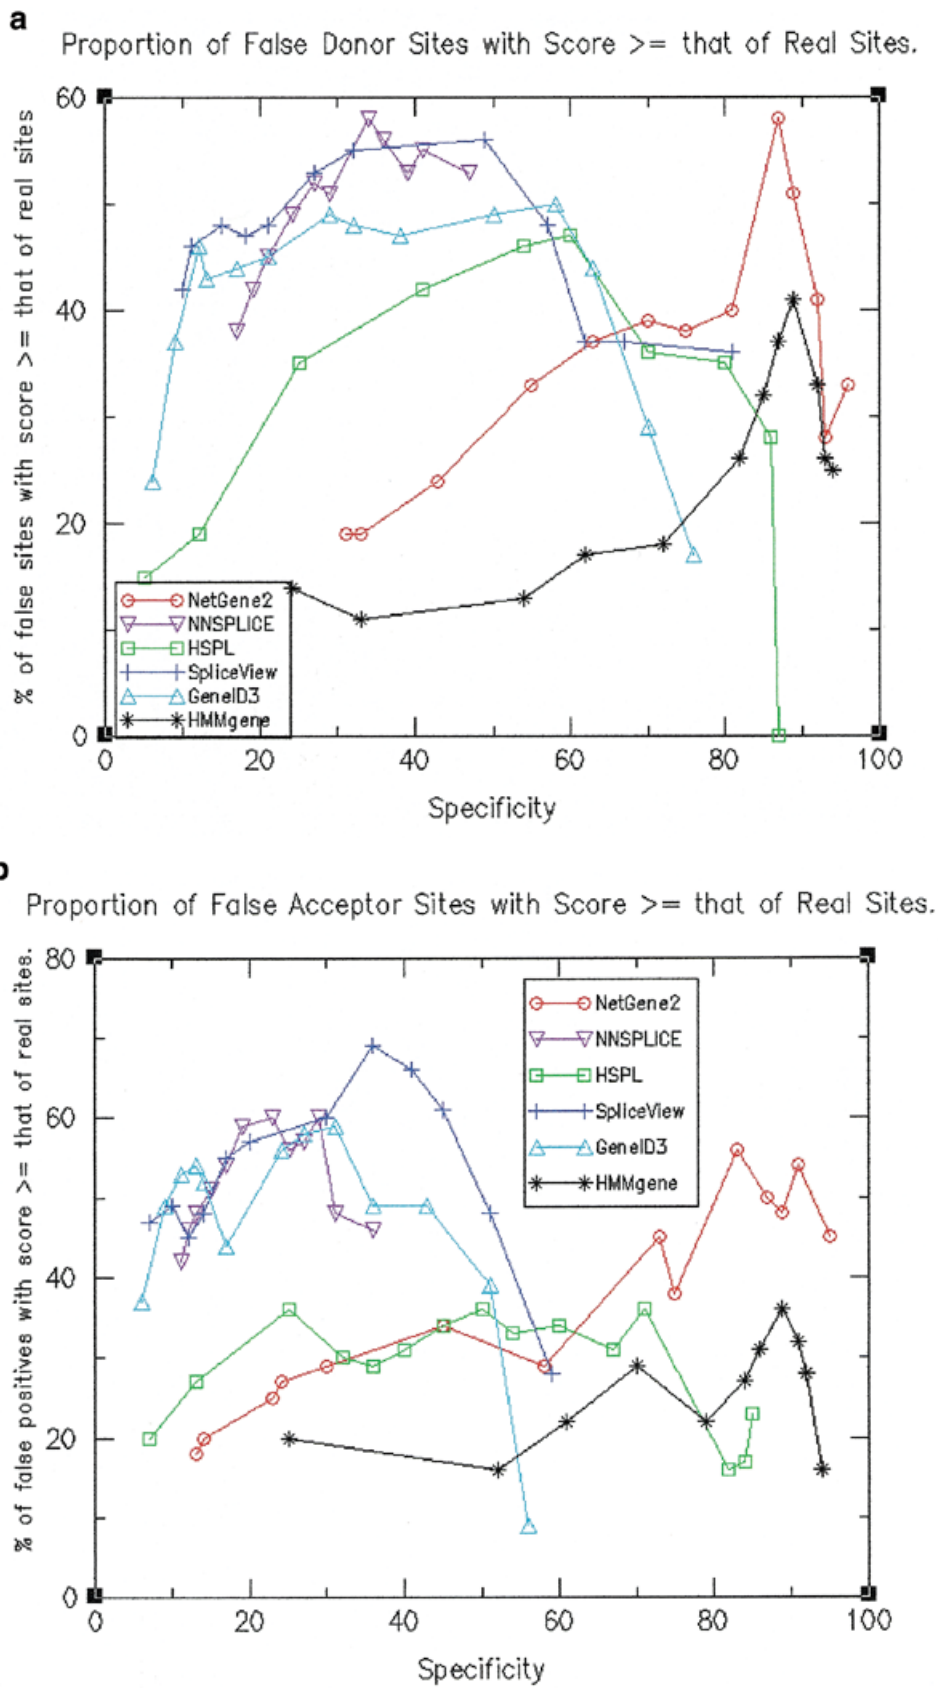 a
Proportion of False Donor Sites with Score >= that of Real Sites.
% of false sites with score >= that of real sites
60
40
20
0
NetGene2
NNSPLICE
HSPL
SpliceView
GeneID3
HMMgene
0 20 40 60 80 100
Specificity
b
Proportion of False Acceptor Sites with Score >= that of Real Sites.
% of false positives with score >= that of real sites.
80
60
40
20
0
NetGene2
NNSPLICE
HSPL
SpliceView
GeneID3
HMMgene
0 20 40 60 80 100
Specificity